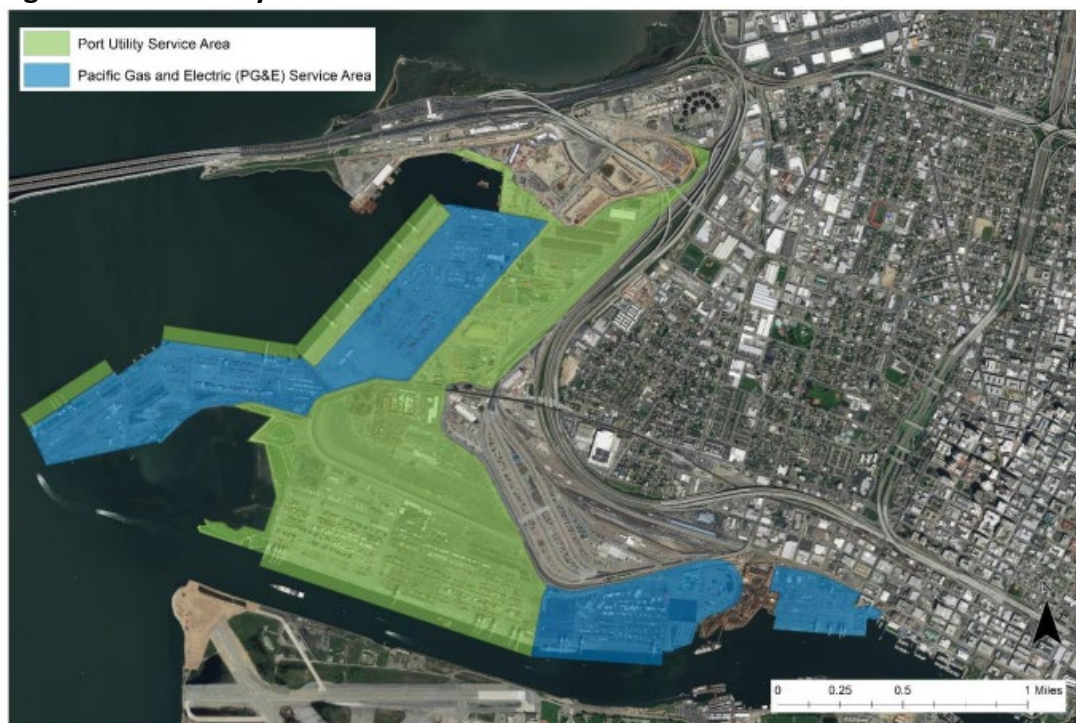 Port Utility Service Area
Pacific Gas and Electric (PG&E) Service Area
0 0.25 0.5 1 Miles